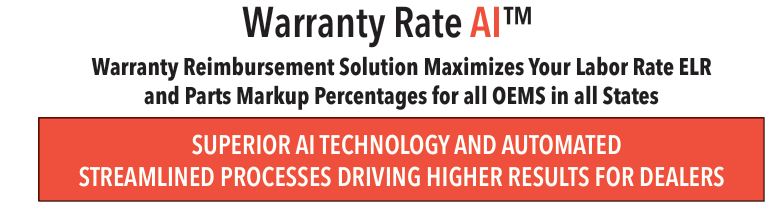 Warranty Rate AI™
Warranty Reimbursement Solution Maximizes Your Labor Rate ELR
and Parts Markup Percentages for all OEMS in all States
SUPERIOR AI TECHNOLOGY AND AUTOMATED
STREAMLINED PROCESSES DRIVING HIGHER RESULTS FOR DEALERS